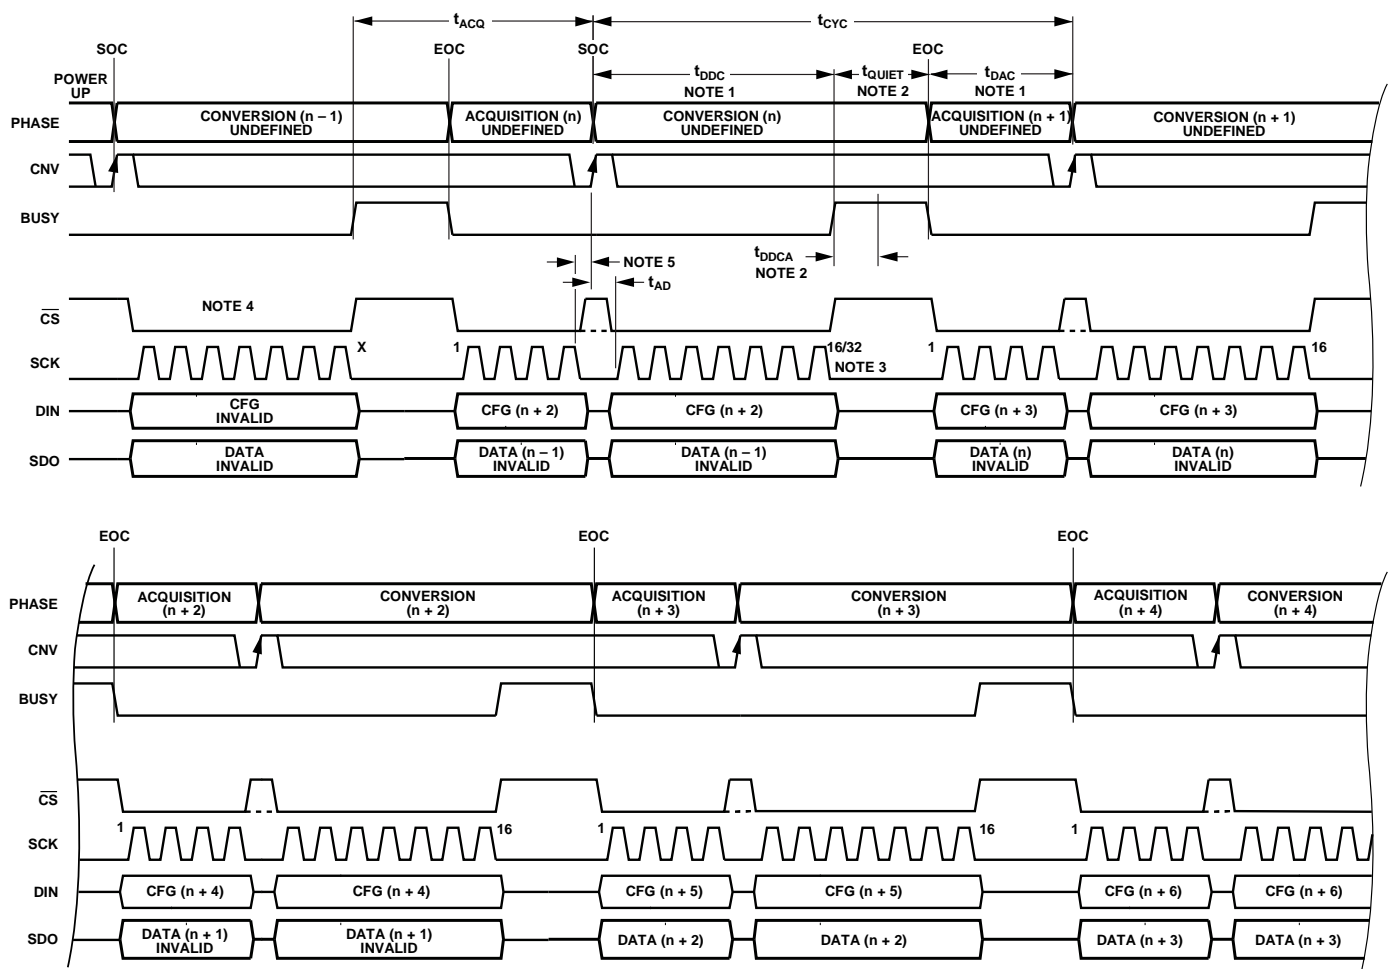 tACQ
tCYC
SOC
EOC
SOC
EOC
POWER
UP
tDDC
NOTE 1
tQUIET
NOTE 2
tDAC
NOTE 1
PHASE
CONVERSION (n – 1)
UNDEFINED
ACQUISITION (n)
UNDEFINED
CONVERSION (n)
UNDEFINED
ACQUISITION (n + 1)
UNDEFINED
CONVERSION (n + 1)
UNDEFINED
CNV
BUSY
NOTE 5
tAD
tDDCA
NOTE 2
CS
NOTE 4
SCK
X
1
16/32
NOTE 3
1
16
DIN
CFG
INVALID
CFG (n + 2)
CFG (n + 2)
CFG (n + 3)
CFG (n + 3)
SDO
DATA
INVALID
DATA (n – 1)
INVALID
DATA (n – 1)
INVALID
DATA (n)
INVALID
DATA (n)
INVALID
EOC
EOC
EOC
PHASE
ACQUISITION
(n + 2)
CONVERSION
(n + 2)
ACQUISITION
(n + 3)
CONVERSION
(n + 3)
ACQUISITION
(n + 4)
CONVERSION
(n + 4)
CNV
BUSY
CS
SCK
1
16
1
16
1
DIN
CFG (n + 4)
CFG (n + 4)
CFG (n + 5)
CFG (n + 5)
CFG (n + 6)
CFG (n + 6)
SDO
DATA (n + 1)
INVALID
DATA (n + 1)
INVALID
DATA (n + 2)
DATA (n + 2)
DATA (n + 3)
DATA (n + 3)